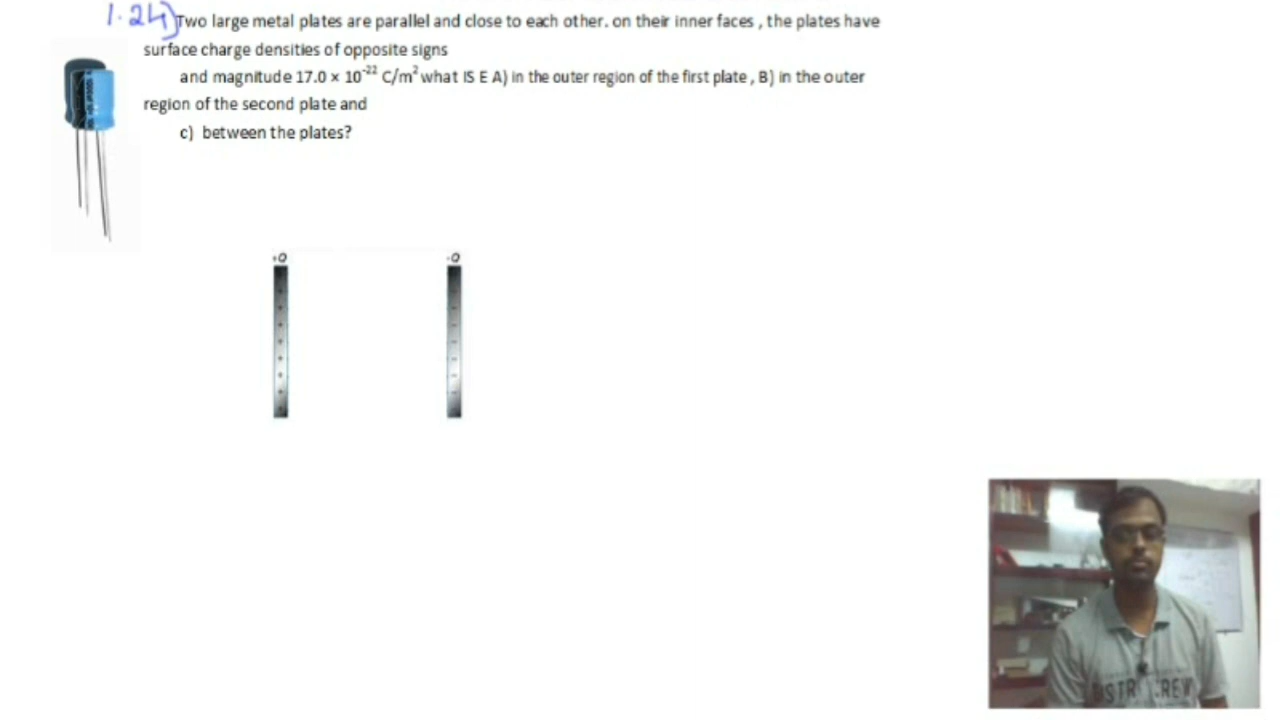 1.24) Two large metal plates are parallel and close to each other. on their inner faces , the plates have
surface charge densities of opposite signs
and magnitude 17.0 × 10⁻²² C/m² what IS E A) in the outer region of the first plate , B) in the outer
region of the second plate and
c) between the plates?
+Q -Q